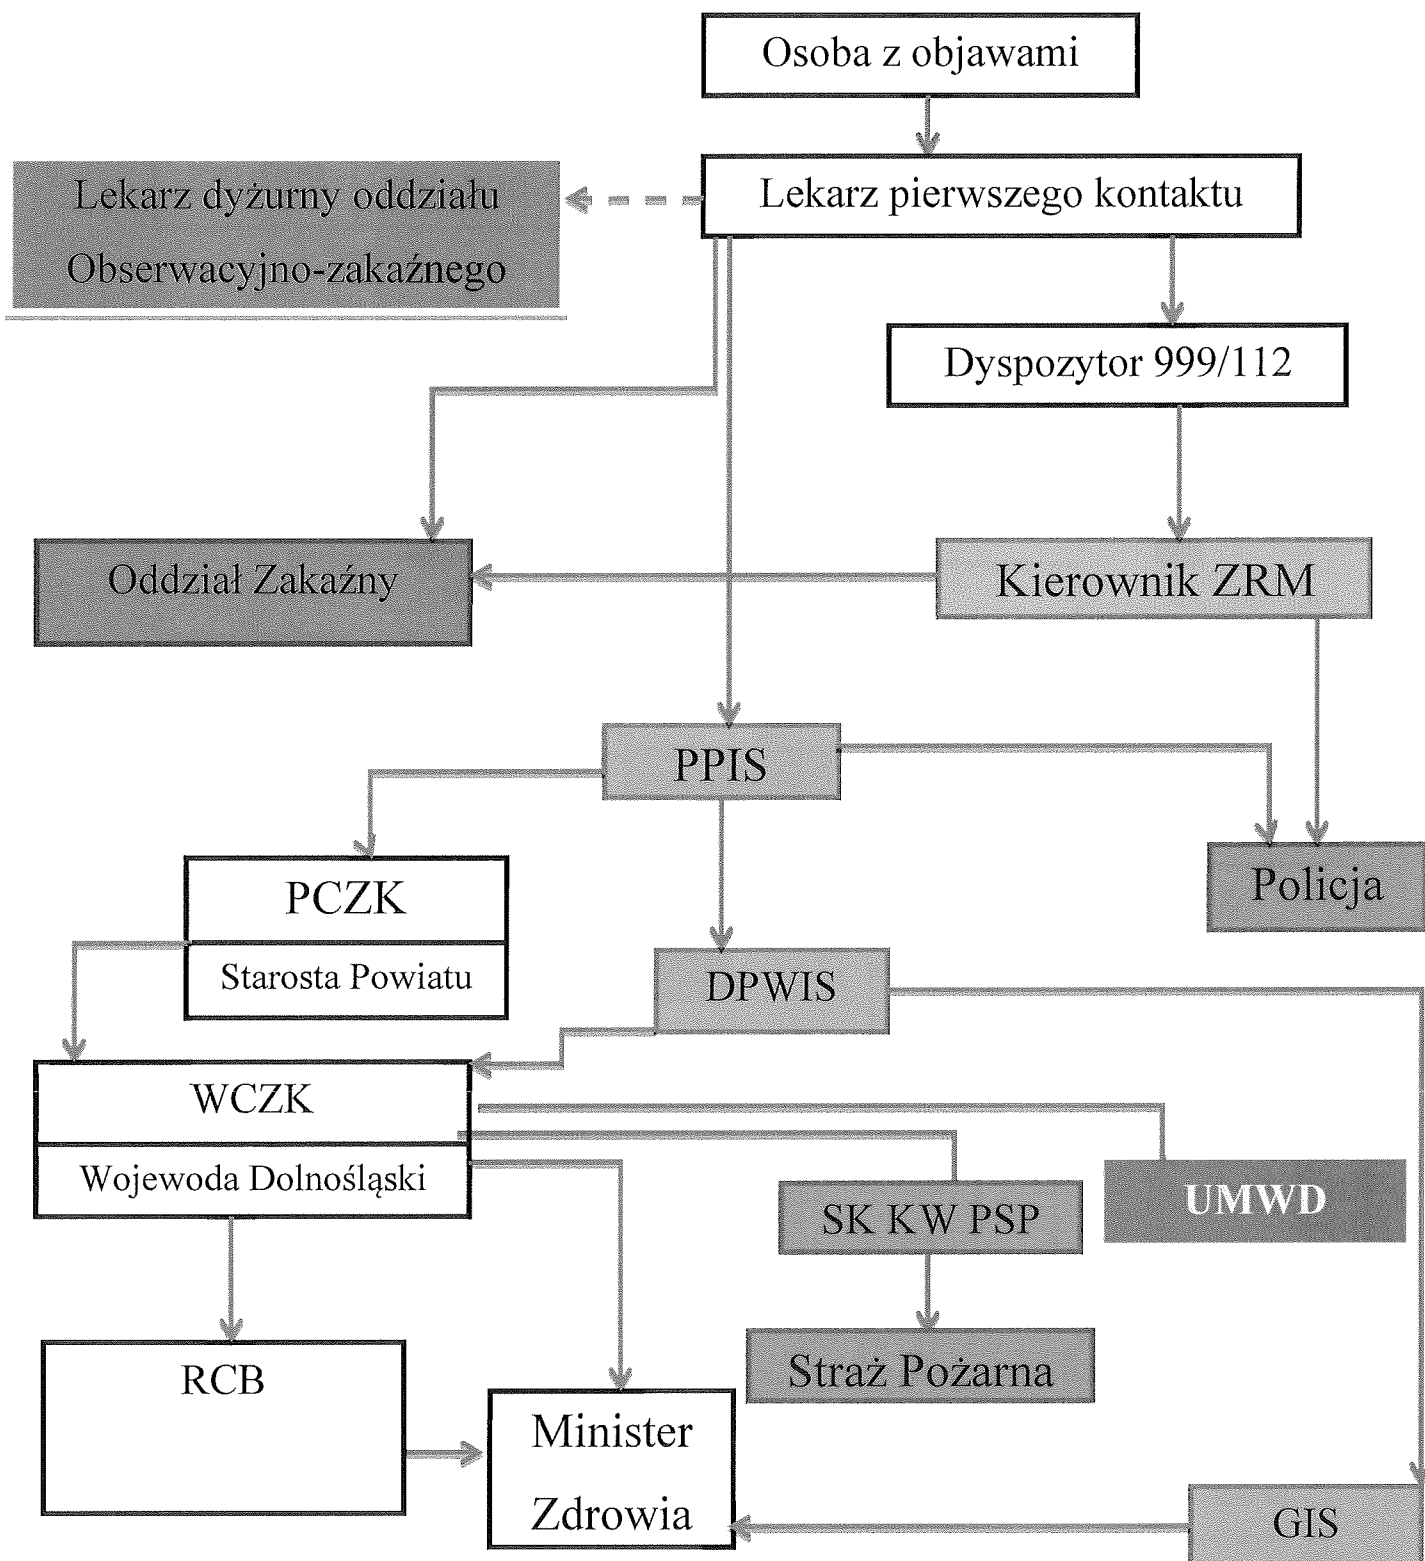 Osoba z objawami
Lekarz dyżurny oddziału
Obserwacyjno-zakaźnego
Lekarz pierwszego kontaktu
Dyspozytor 999/112
Oddział Zakaźny
Kierownik ZRM
PPIS
Policja
PCZK
Starosta Powiatu
DPWIS
WCZK
Wojewoda Dolnośląski
SK KW PSP
UMWD
RCB
Straż Pożarna
Minister
Zdrowia
GIS